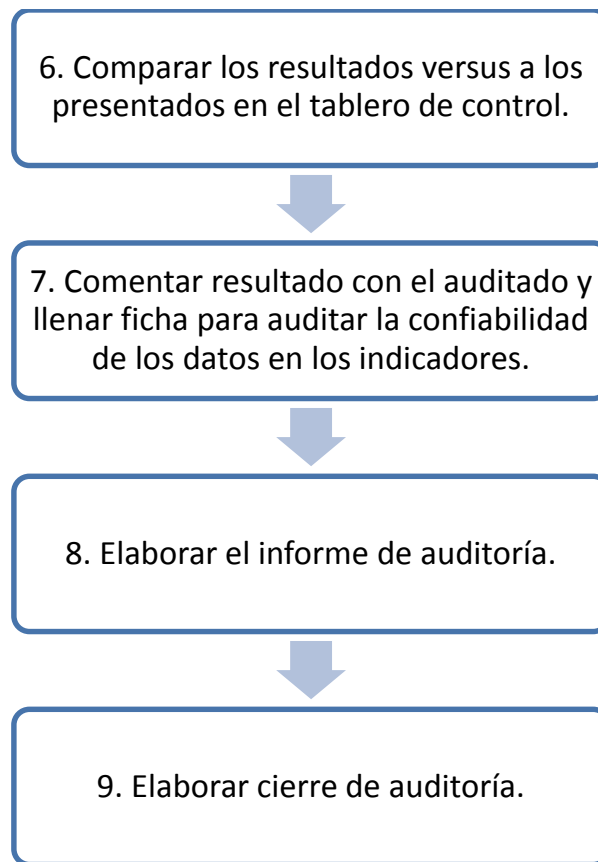 6. Comparar los resultados versus a los
presentados en el tablero de control.
7. Comentar resultado con el auditado y
llenar ficha para auditar la confiabilidad
de los datos en los indicadores.
8. Elaborar el informe de auditoría.
9. Elaborar cierre de auditoría.